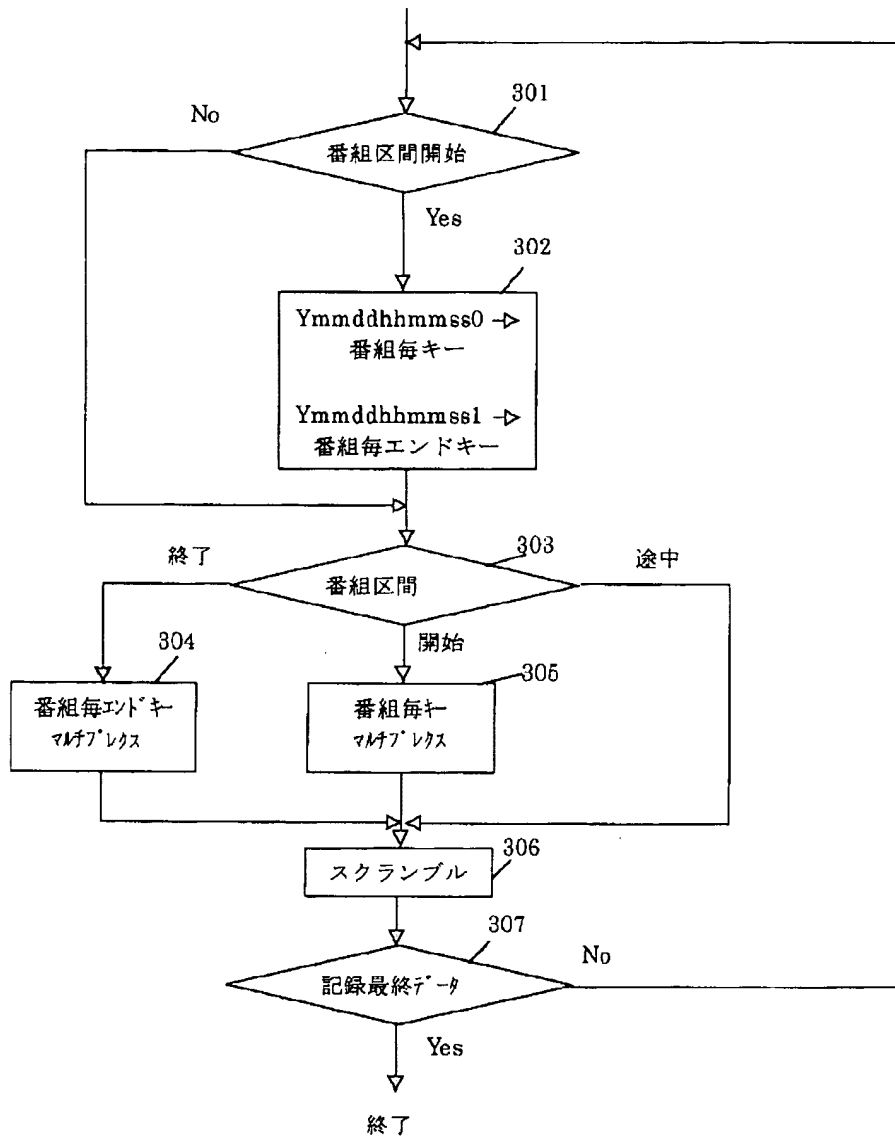 301
No
番組区間開始
Yes
302
Ymmddhhmmss0
番組毎キー
Ymmddhhmmss1
番組毎エンドキー
303
終了
途中
番組区間
304
開始
305
番組毎エンドキー
マルチプレクス
番組毎キー
マルチプレクス
306
スクランブル
307
No
記録最終データ
Yes
終了